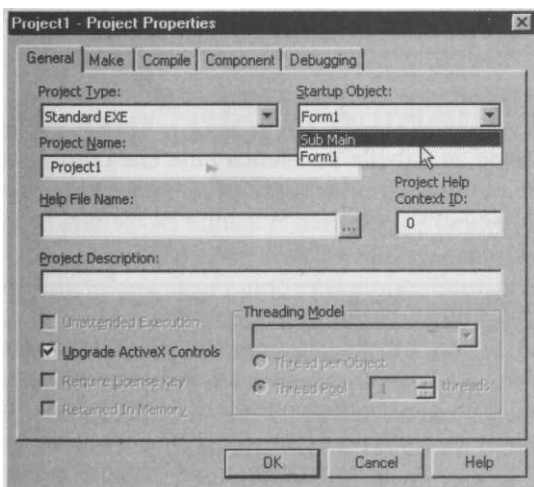 Project1 - Project Properties
General Make Compile Component Debugging
Project Type:
Standard EXE
Startup Object:
Form1
Sub Main
Form1
Project Name:
Project1
Project Help
Context ID:
0
Help File Name:
...
Project Description:
Unattended Execution
Upgrade ActiveX Controls
Require License Key
Retained In Memory
Threading Model
Thread per Object
Thread Pool 1 threads
OK Cancel Help